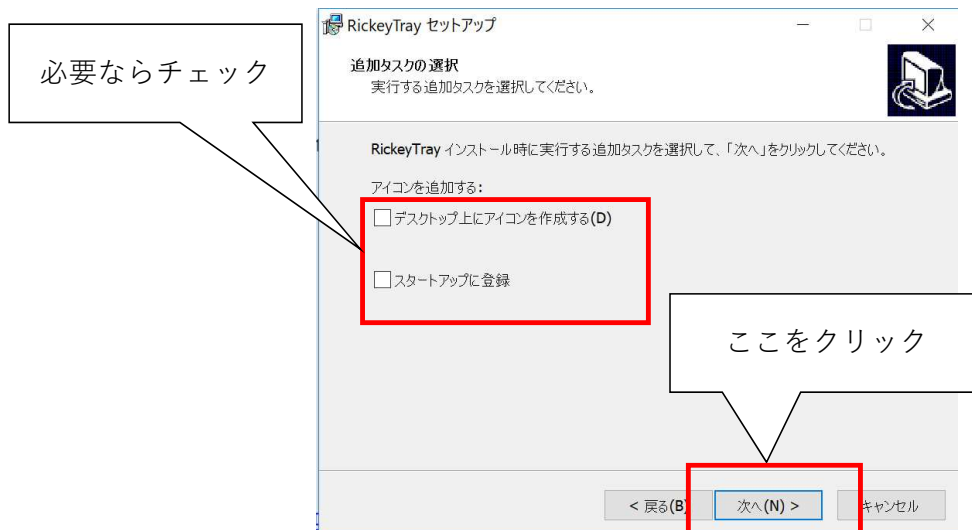 RickeyTray セットアップ
必要ならチェック
追加タスクの選択
実行する追加タスクを選択してください。
RickeyTray インストール時に実行する追加タスクを選択して、「次へ」をクリックしてください。
アイコンを追加する:
デスクトップ上にアイコンを作成する(D)
スタートアップに登録
ここをクリック
< 戻る(B)
次へ(N) >
キャンセル